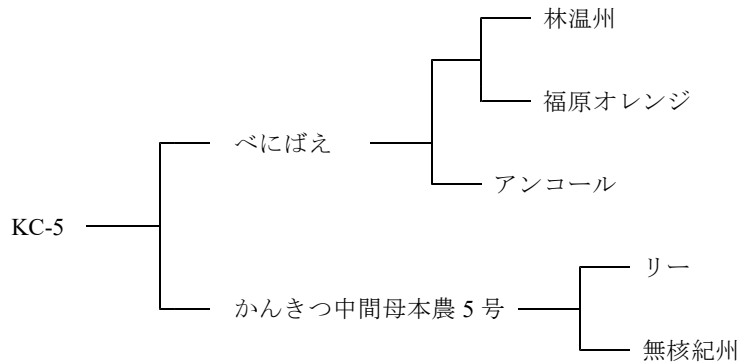 林温州
福原オレンジ
べにばえ
アンコール
KC-5
リー
かんきつ中間母本農 5 号
無核紀州